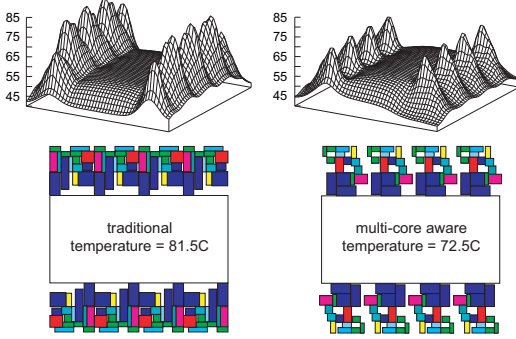 85
75
65
55
45
85
75
65
55
45
traditional
temperature = 81.5C
multi-core aware
temperature = 72.5C